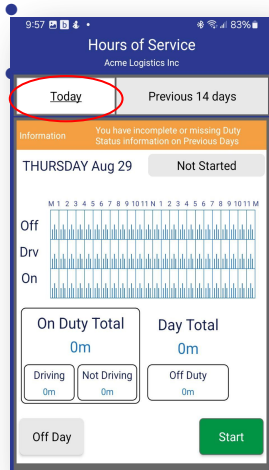 9:57 83%
Hours of Service
Acme Logistics Inc
Today Previous 14 days
Information You have incomplete or missing Duty
Status information on Previous Days
THURSDAY Aug 29 Not Started
M 1 2 3 4 5 6 7 8 9 10 11 N 1 2 3 4 5 6 7 8 9 10 11 M
Off
Drv
On
On Duty Total Day Total
0m 0m
Driving Not Driving Off Duty
0m 0m 0m
Off Day Start